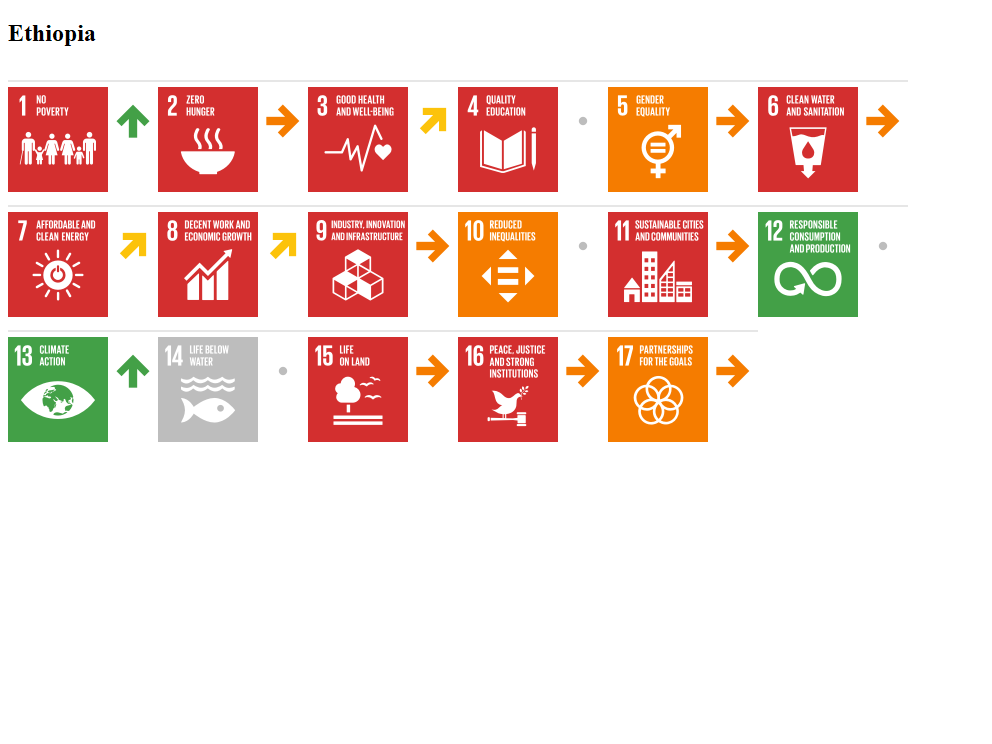 Ethiopia
1 NO
POVERTY
2 ZERO
HUNGER
3 GOOD HEALTH
AND WELL-BEING
4 QUALITY
EDUCATION
5 GENDER
EQUALITY
6 CLEAN WATER
AND SANITATION
7 AFFORDABLE AND
CLEAN ENERGY
8 DECENT WORK AND
ECONOMIC GROWTH
9 INDUSTRY, INNOVATION
AND INFRASTRUCTURE
10 REDUCED
INEQUALITIES
11 SUSTAINABLE CITIES
AND COMMUNITIES
12 RESPONSIBLE
CONSUMPTION
AND PRODUCTION
13 CLIMATE
ACTION
14 LIFE BELOW
WATER
15 LIFE
ON LAND
16 PEACE, JUSTICE
AND STRONG
INSTITUTIONS
17 PARTNERSHIPS
FOR THE GOALS